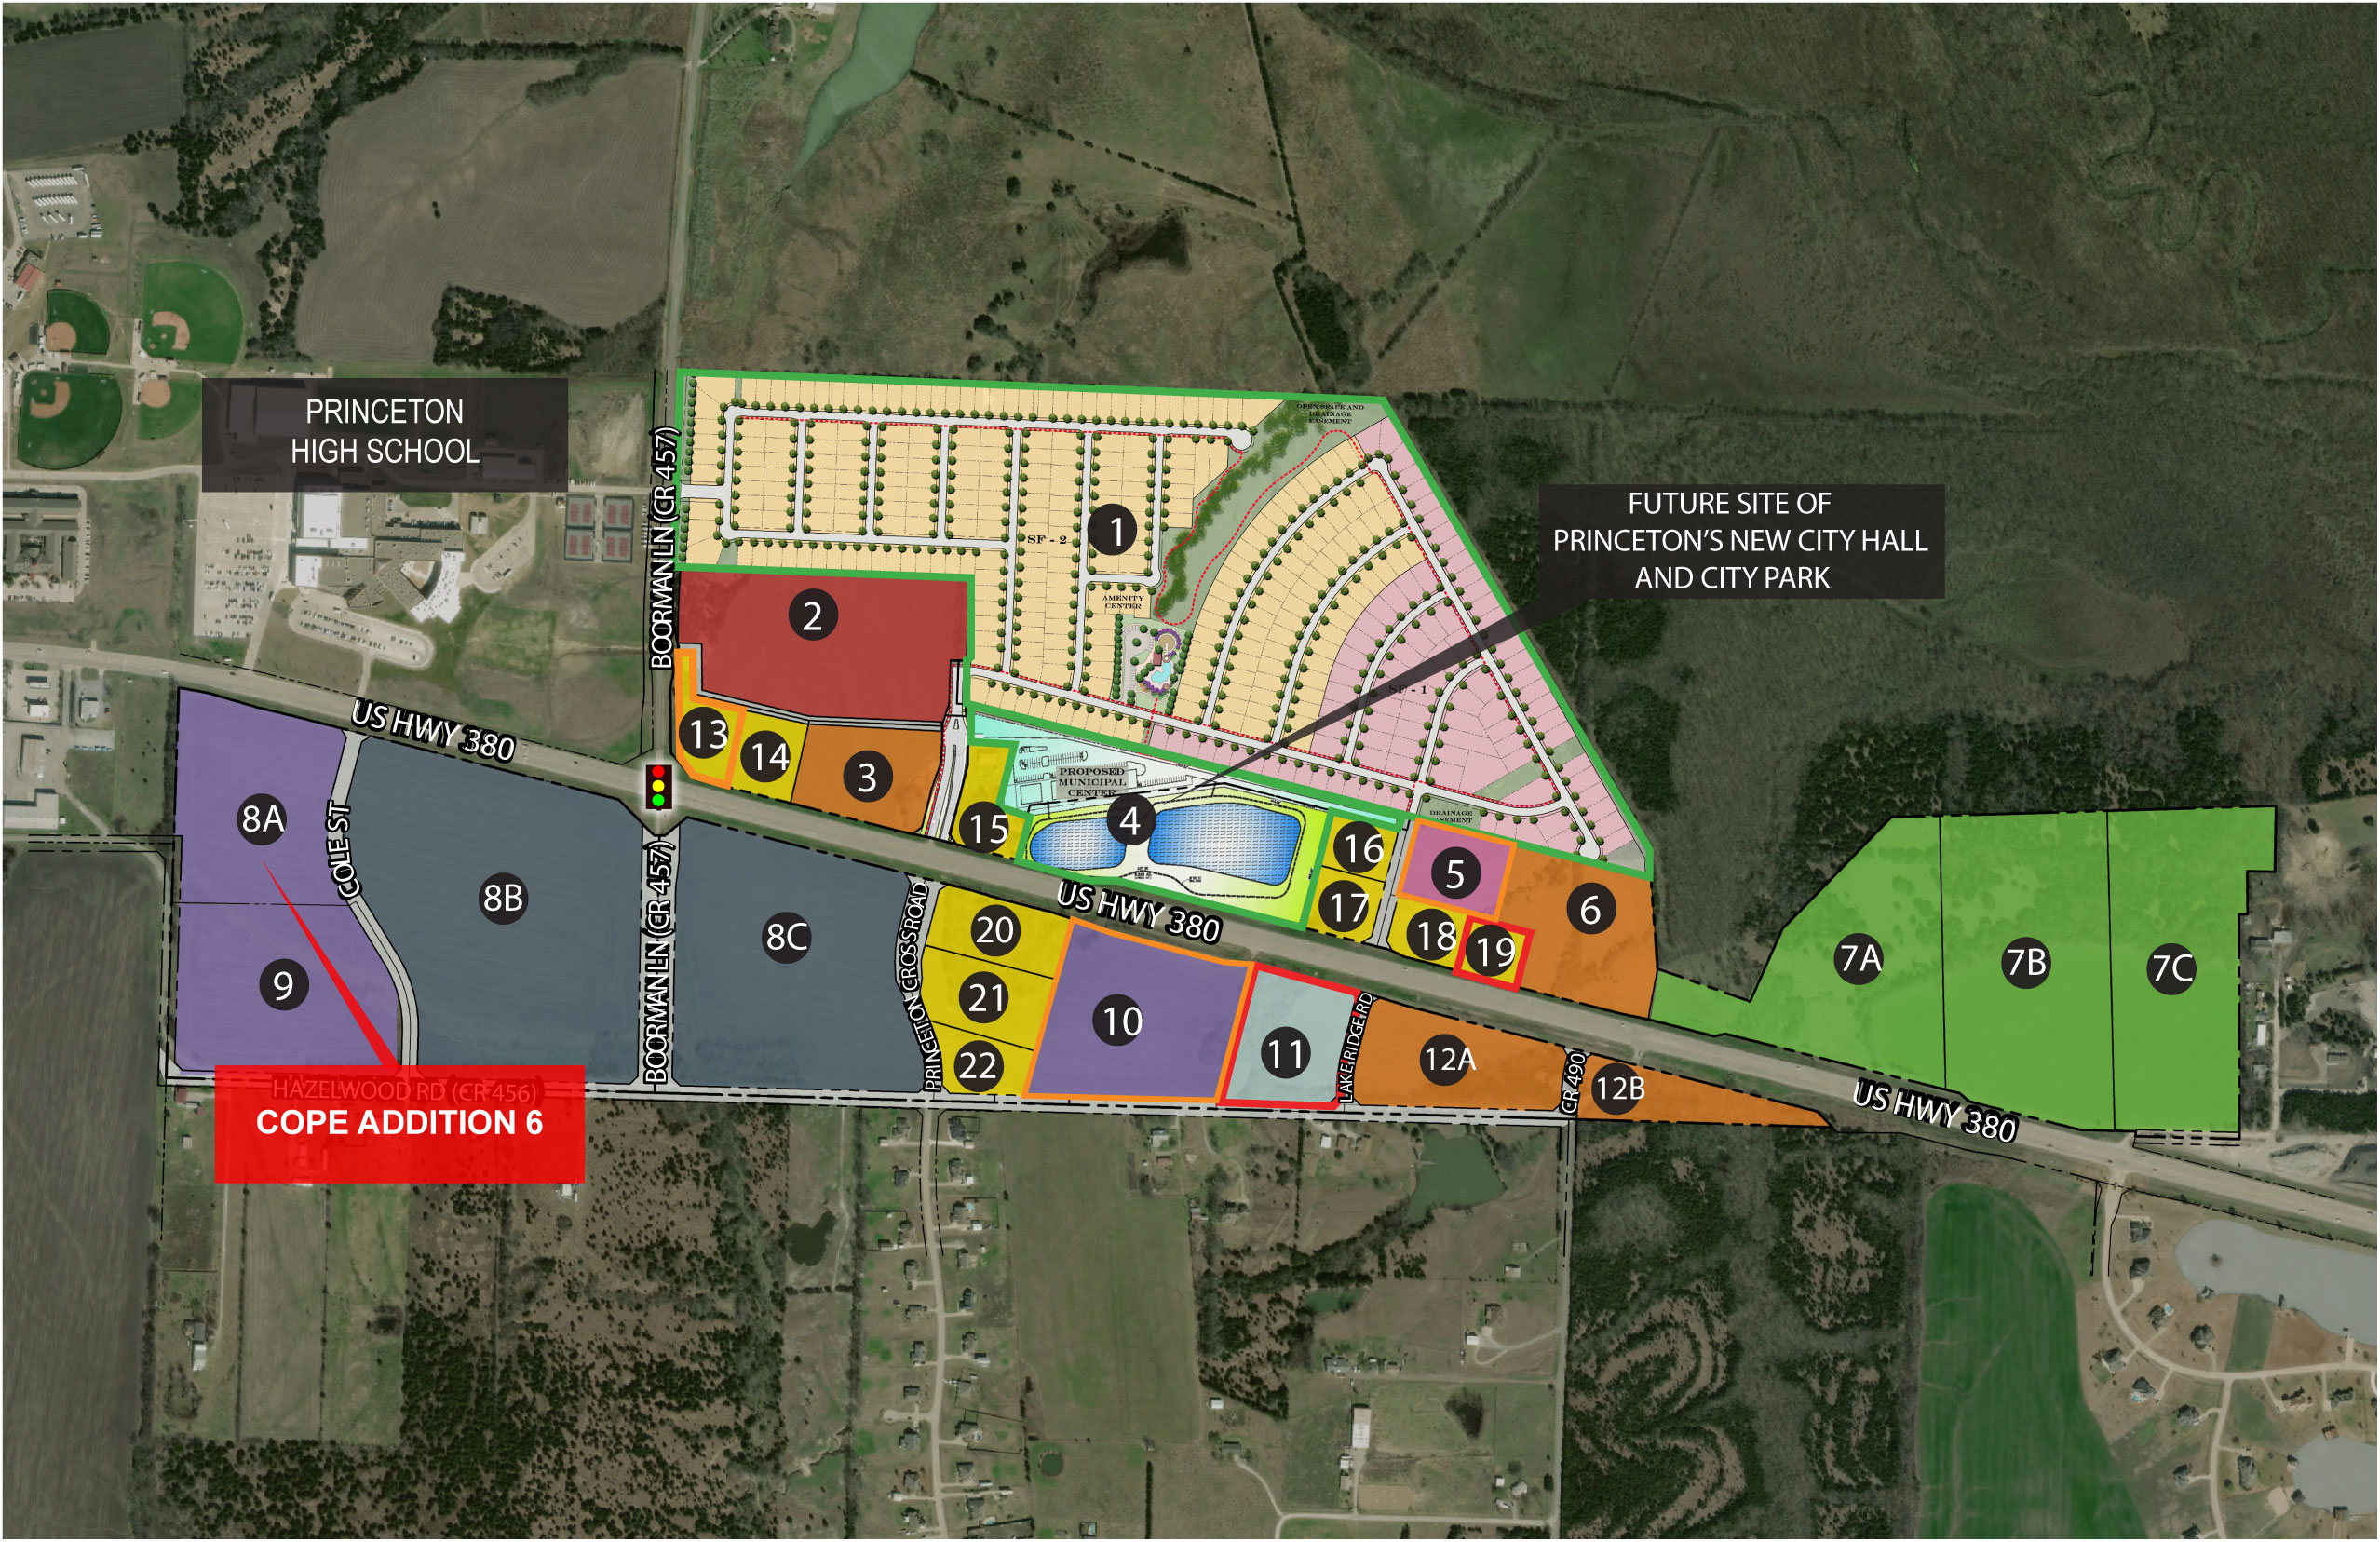 OPEN SPACE AND
DRAINAGE
EASEMENT
PRINCETON
HIGH SCHOOL
BOORMAN LN (CR 457)
1
SF - 2
FUTURE SITE OF
PRINCETON'S NEW CITY HALL
AND CITY PARK
AMENITY
CENTER
2
SF - 1
US HWY 380
13
14
3
PROPOSED
MUNICIPAL
CENTER
4
15
DRAINAGE
EASEMENT
16
5
17
6
18
19
8A
COLE ST
8B
BOORMAN LN (CR 457)
8C
PRINCETON CROSSROAD
US HWY 380
20
21
22
9
10
11
LAKE RIDGE RD
12A
CR 490
12B
7A
7B
7C
US HWY 380
HAZELWOOD RD (CR 456)
COPE ADDITION 6